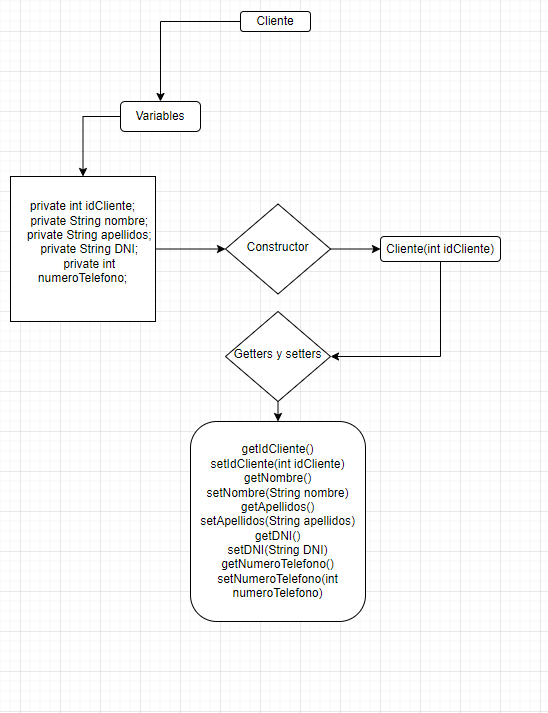 Cliente
Variables
private int idCliente;
private String nombre;
private String apellidos;
private String DNI;
private int
numeroTelefono;
Constructor
Cliente(int idCliente)
Getters y setters
getIdCliente()
setIdCliente(int idCliente)
getNombre()
setNombre(String nombre)
getApellidos()
setApellidos(String apellidos)
getDNI()
setDNI(String DNI)
getNumeroTelefono()
setNumeroTelefono(int
numeroTelefono)